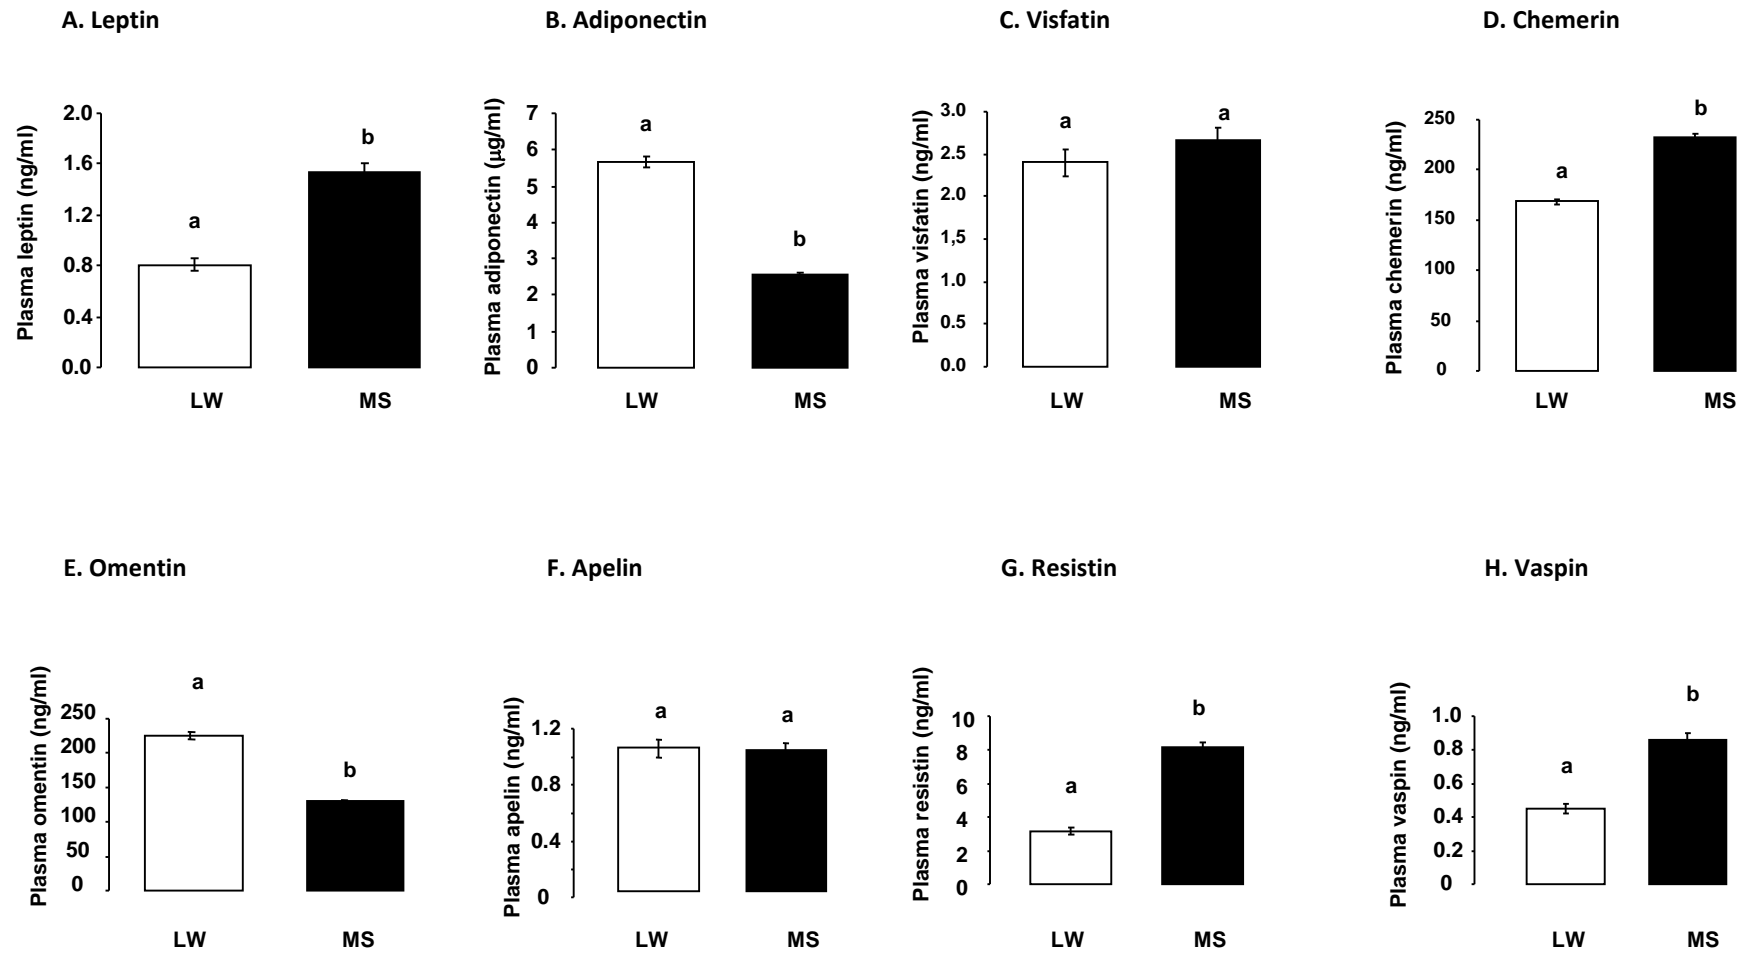 A. Leptin
Plasma leptin (ng/ml)
2.0
1.6
1.2
0.8
0.4
0.0
a
b
LW MS
B. Adiponectin
Plasma adiponectin (µg/ml)
7
6
5
4
3
2
1
0
a
b
LW MS
C. Visfatin
Plasma visfatin (ng/ml)
3.0
2.5
2.0
1.5
1.0
0.5
0.0
a
a
LW MS
D. Chemerin
Plasma chemerin (ng/ml)
250
200
150
100
50
0
a
b
LW MS
E. Omentin
Plasma omentin (ng/ml)
250
200
150
100
50
0
a
b
LW MS
F. Apelin
Plasma apelin (ng/ml)
1.2
0.8
0.4
0
a
a
LW MS
G. Resistin
Plasma resistin (ng/ml)
10
8
6
4
2
0
a
b
LW MS
H. Vaspin
Plasma vaspin (ng/ml)
1.0
0.8
0.6
0.4
0.2
0
a
b
LW MS